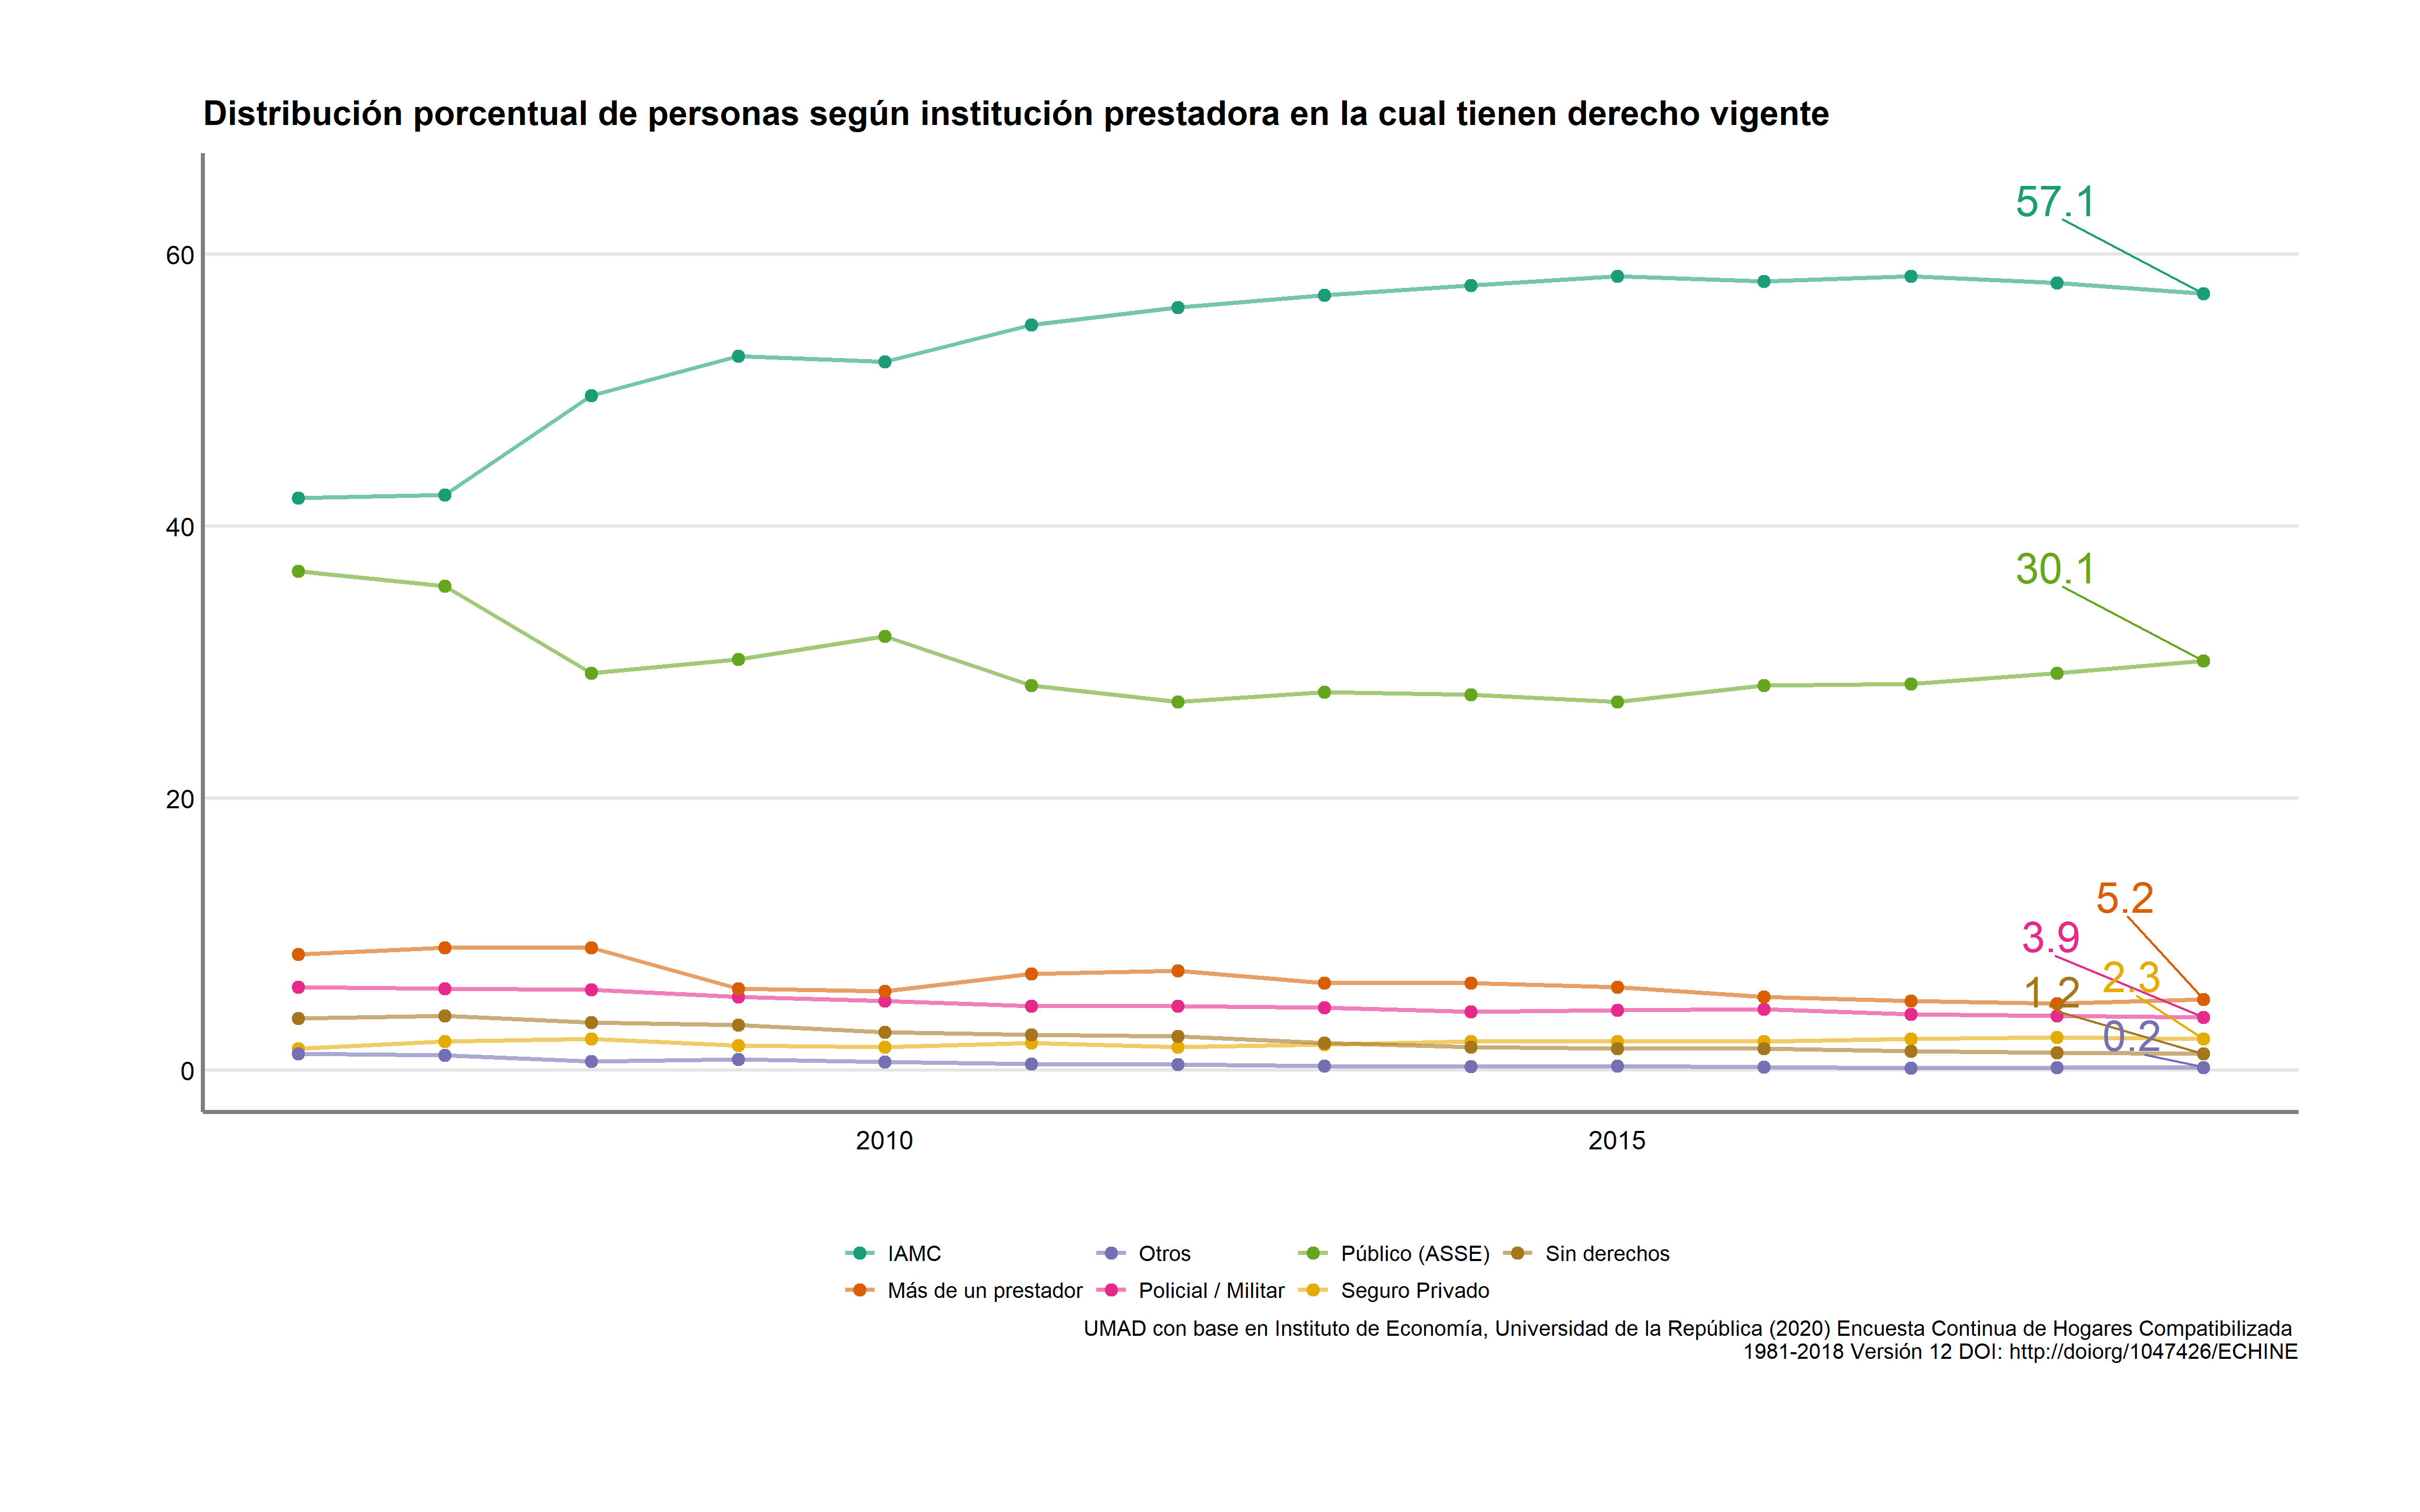 Distribución porcentual de personas según institución prestadora en la cual tienen derecho vigente
57.1
60
40
30.1
20
5.2
3.9
2.3
1.2
0.2
0
2010
2015
IAMC
Otros
Público (ASSE)
Sin derechos
Más de un prestador
Policial / Militar
Seguro Privado
UMAD con base en Instituto de Economía, Universidad de la República (2020) Encuesta Continua de Hogares Compatibilizada
1981-2018 Versión 12 DOI: http://doiorg/1047426/ECHINE